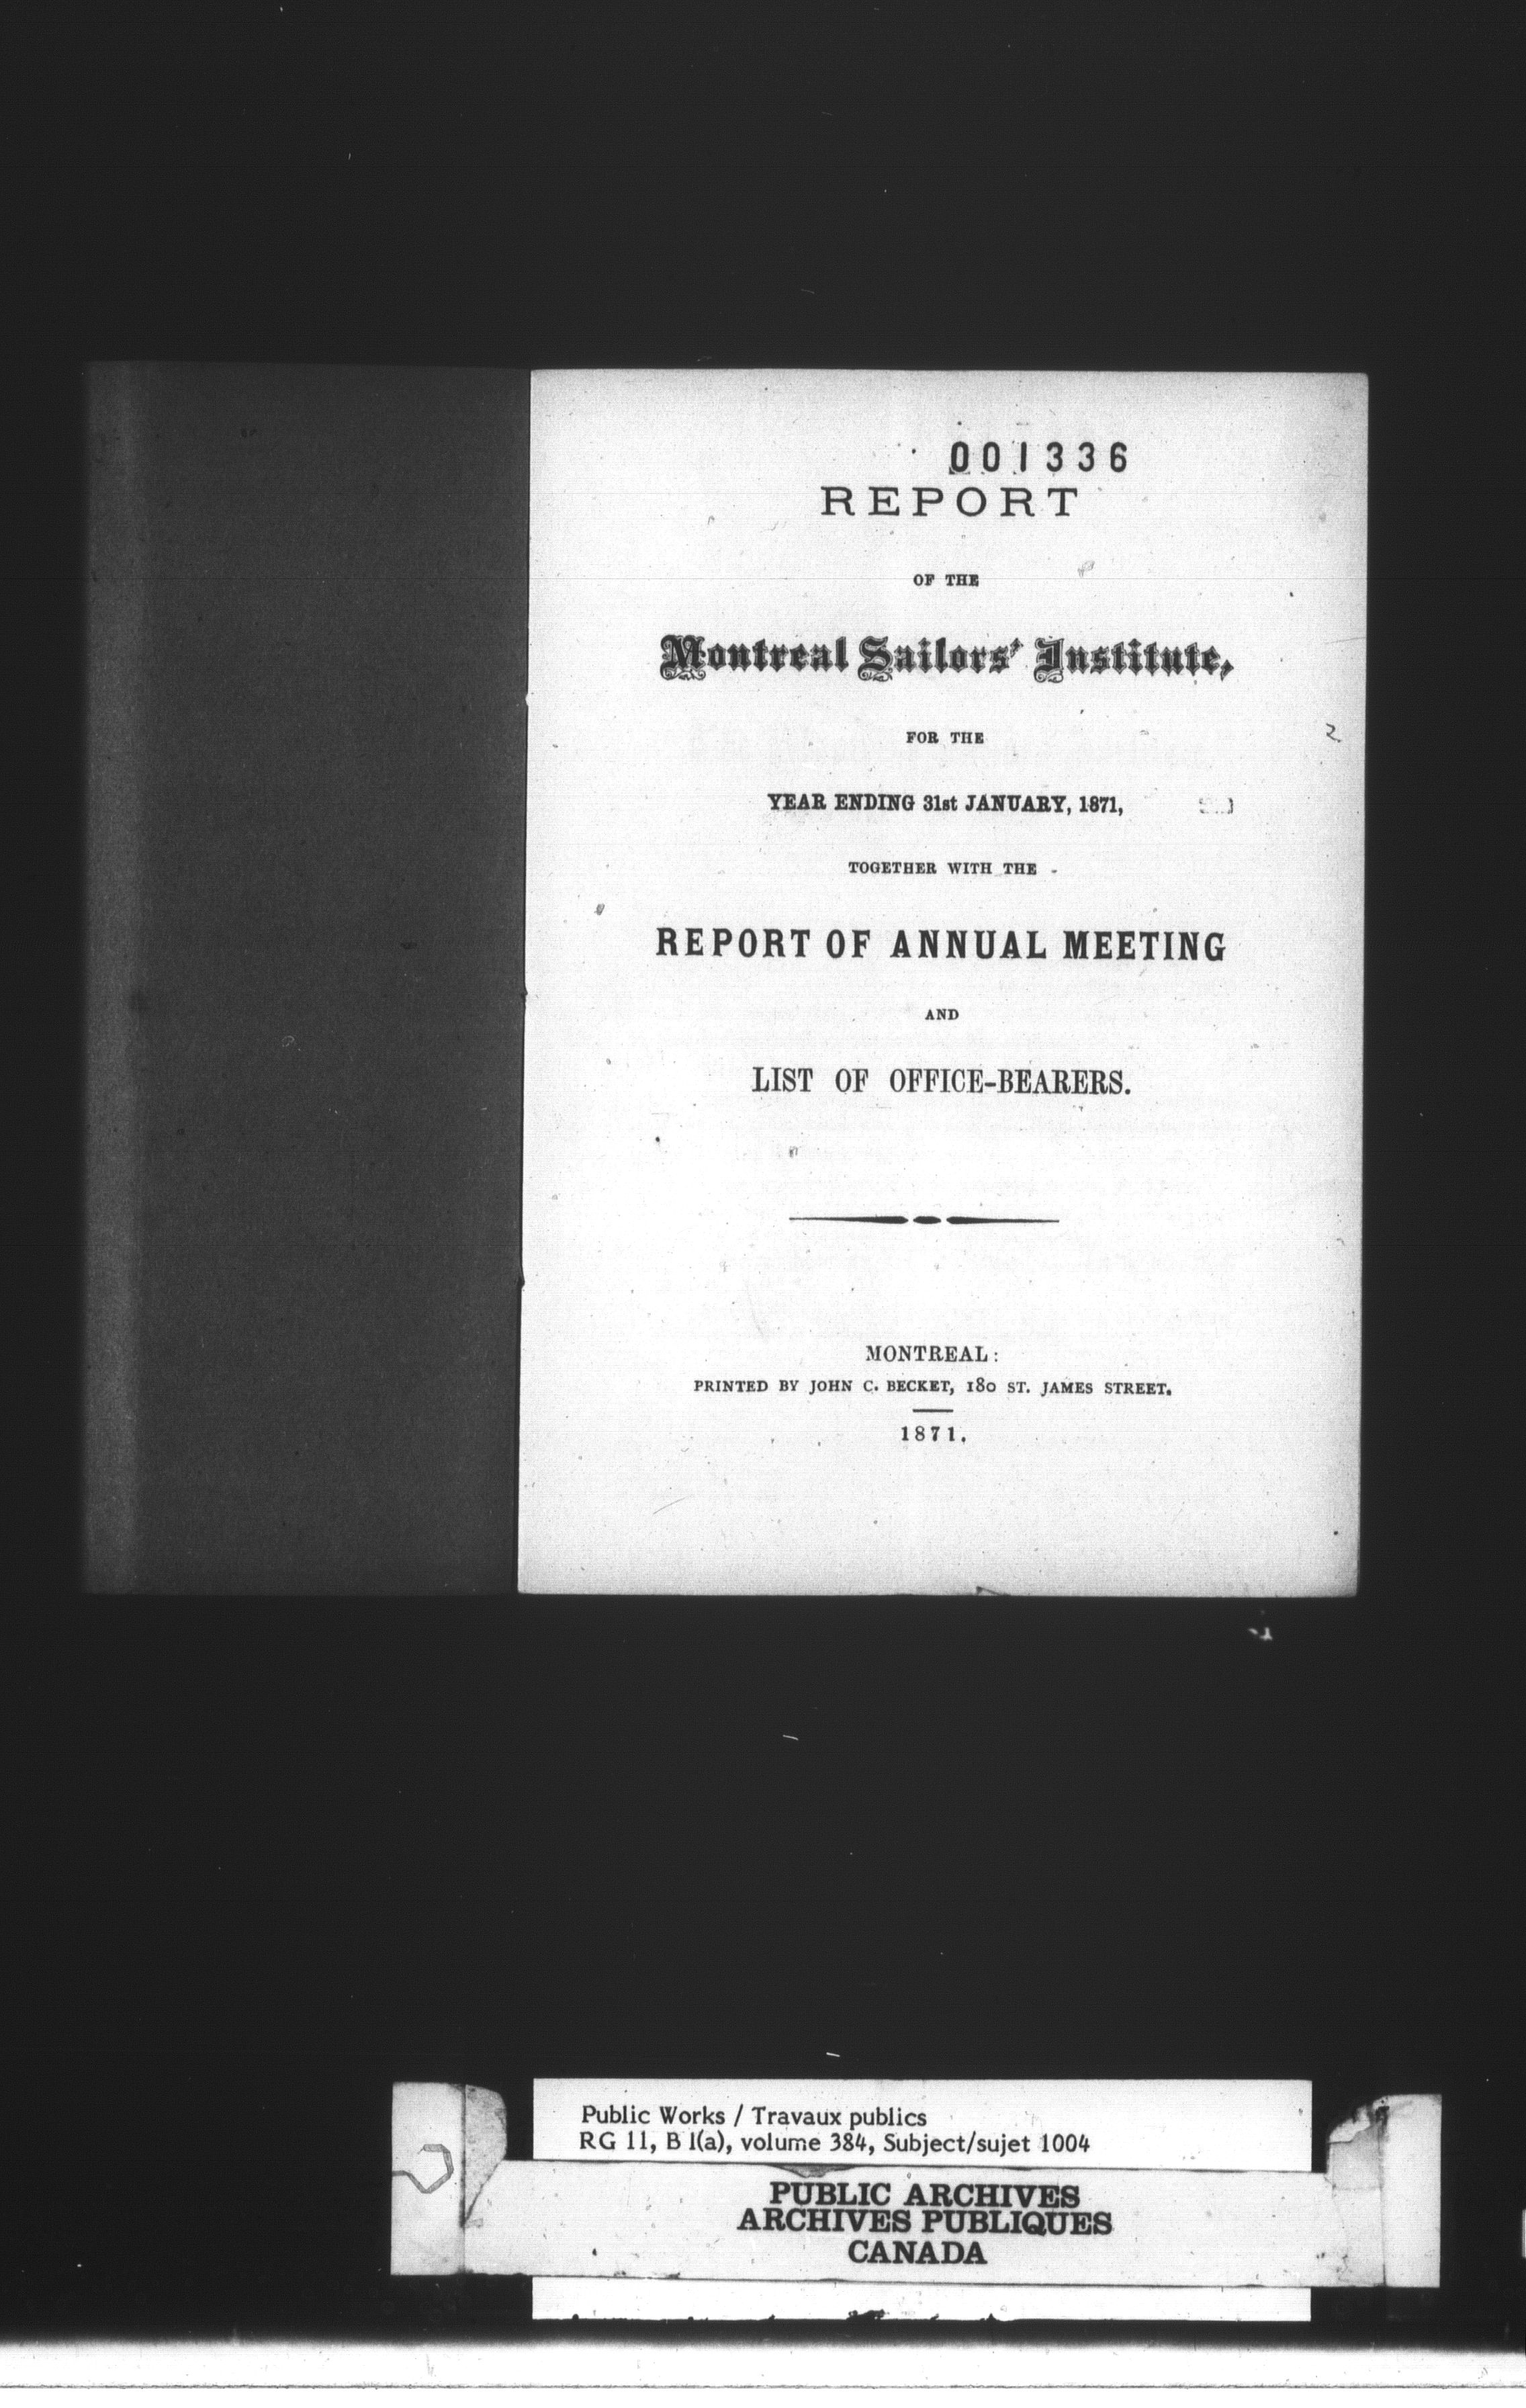 001336
REPORT
OF THE
Montreal Sailors' Institute,
FOR THE
2
YEAR ENDING 31st JANUARY, 1871,
TOGETHER WITH THE
REPORT OF ANNUAL MEETING
AND
LIST OF OFFICE-BEARERS.
MONTREAL:
PRINTED BY JOHN C. BECKET, 180 ST. JAMES STREET.
1871.
Public Works / Travaux publics
RG 11, B 1(a), volume 384, Subject/sujet 1004
PUBLIC ARCHIVES
ARCHIVES PUBLIQUES
CANADA